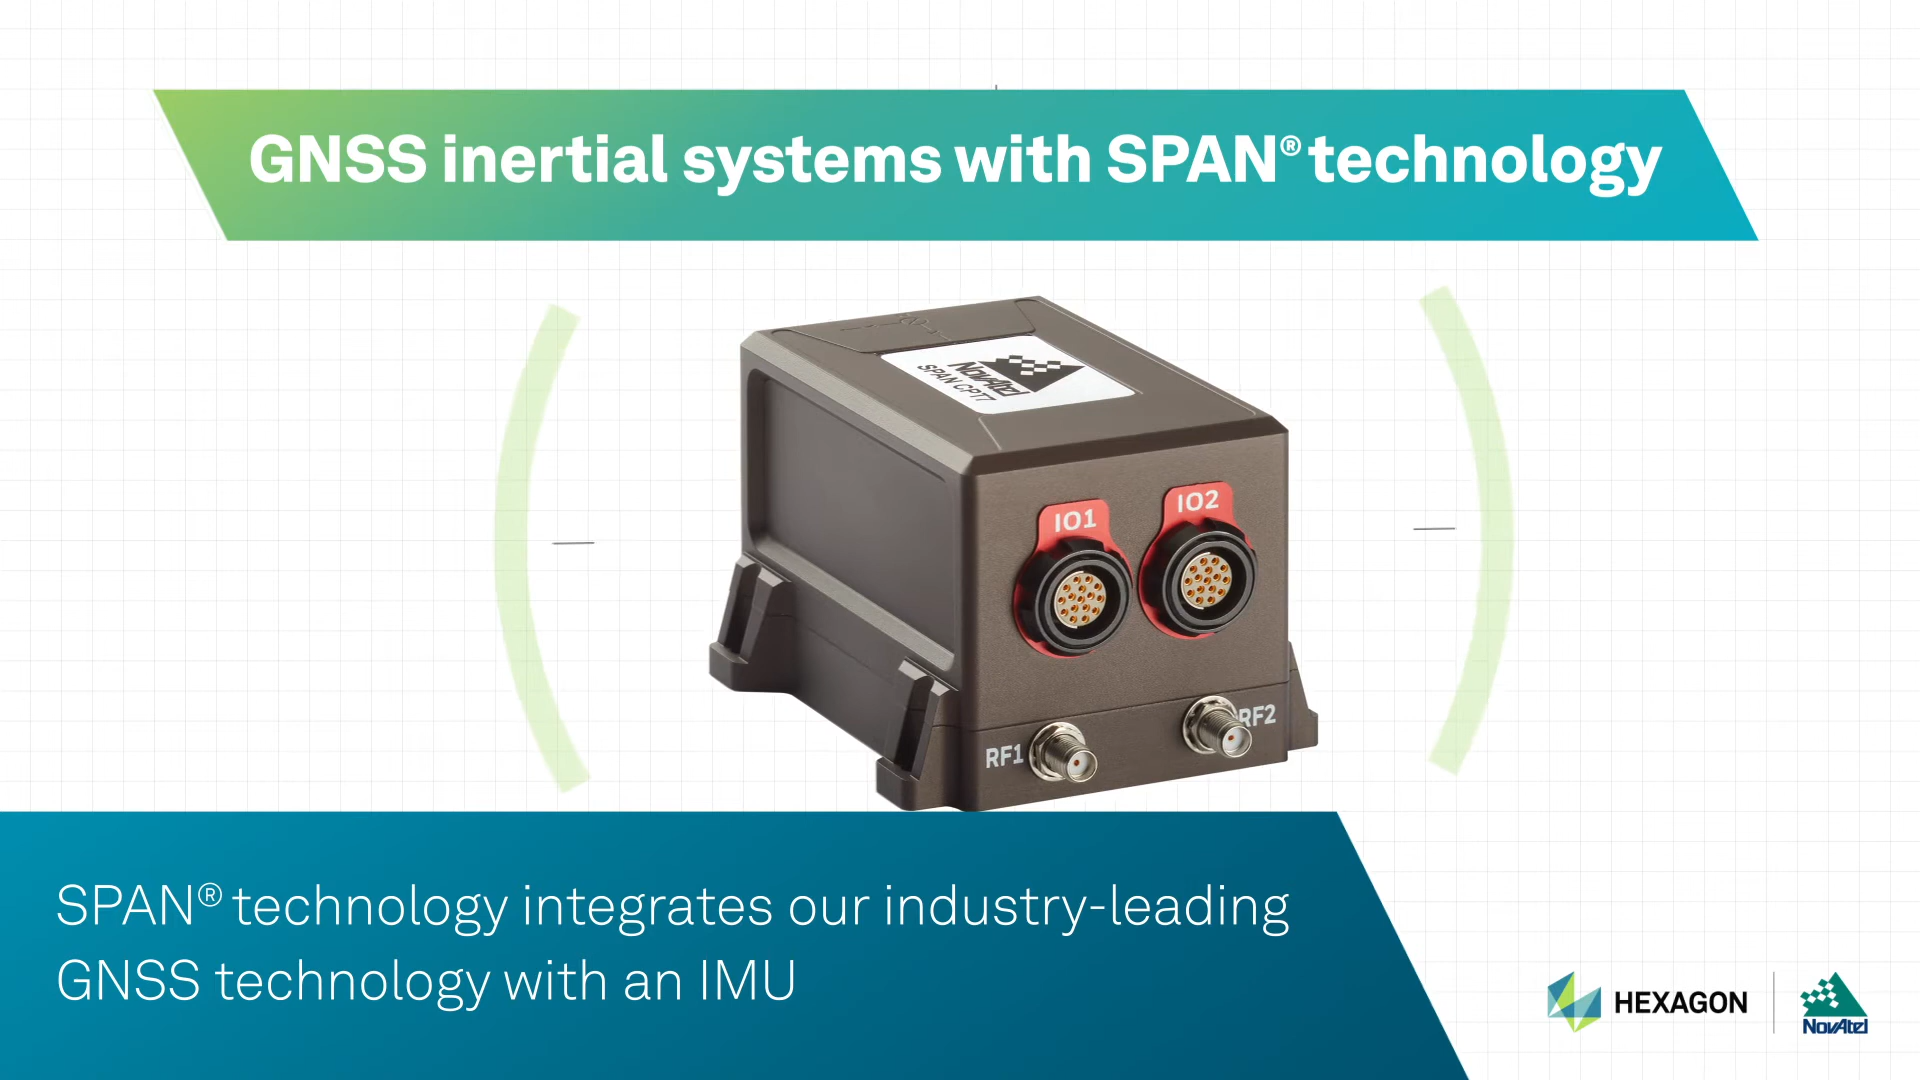 GNSS inertial systems with SPAN® technology
NovAtel
SPAN CPT7
IO1
IO2
RF1
RF2
SPAN® technology integrates our industry-leading
GNSS technology with an IMU
HEXAGON
NovAtel